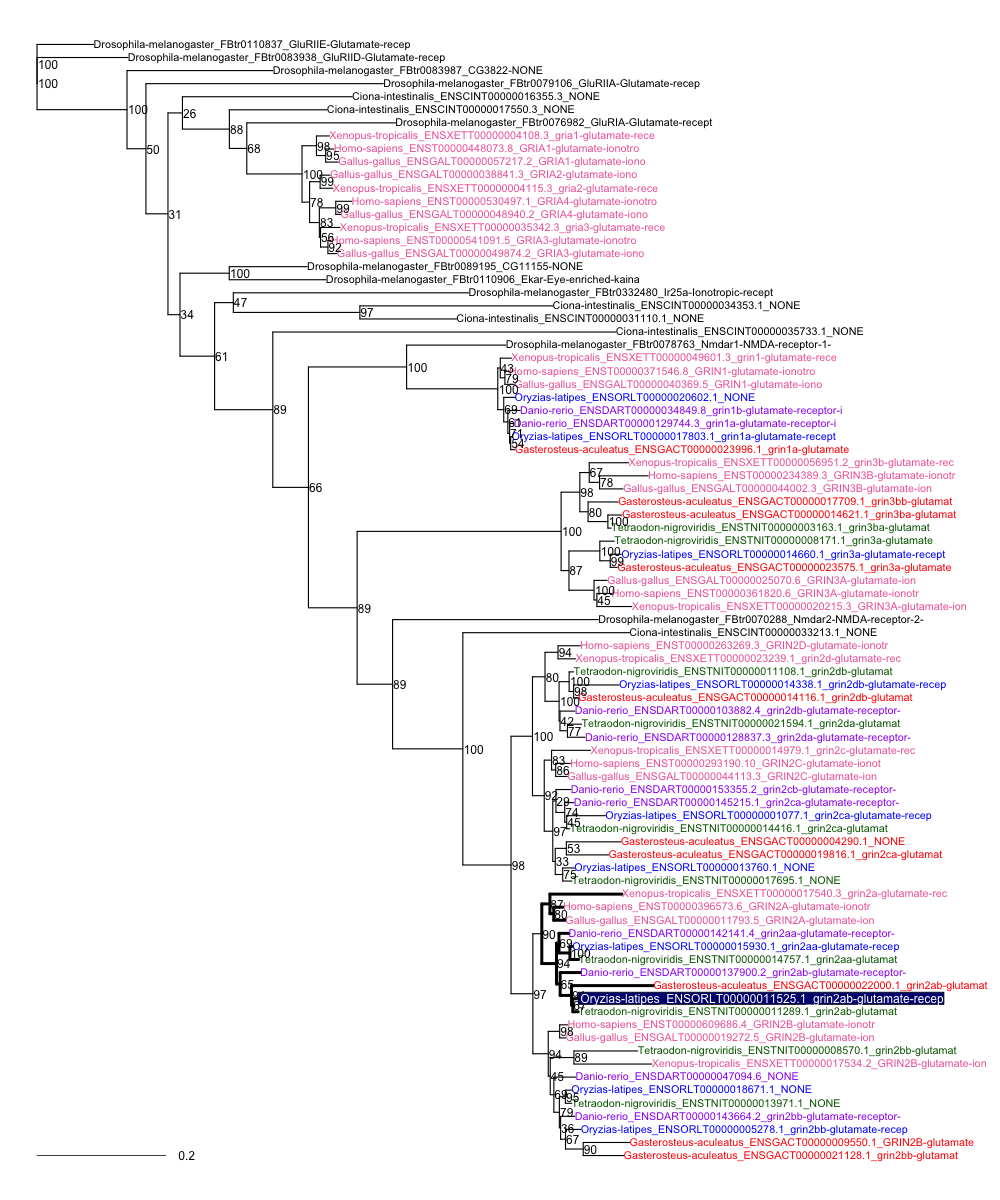 Drosophila-melanogaster_FBtr0110837_GluRIIE-Glutamate-recep
Drosophila-melanogaster_FBtr0083938_GluRIID-Glutamate-recep
100
Drosophila-melanogaster_FBtr0083987_CG3822-NONE
100
Drosophila-melanogaster_FBtr0079106_GluRIIA-Glutamate-recep
Ciona-intestinalis_ENSCINT00000016355.3_NONE
100
26
Ciona-intestinalis_ENSCINT00000017550.3_NONE
Drosophila-melanogaster_FBtr0076982_GluRIA-Glutamate-recept
88
Xenopus-tropicalis_ENSXETT00000004108.3_gria1-glutamate-rece
98
Homo-sapiens_ENST00000448073.8_GRIA1-glutamate-ionotro
50
68
95
Gallus-gallus_ENSGALT00000057217.2_GRIA1-glutamate-iono
100
Gallus-gallus_ENSGALT00000038841.3_GRIA2-glutamate-iono
99
Xenopus-tropicalis_ENSXETT00000004115.3_gria2-glutamate-rece
78
Homo-sapiens_ENST00000530497.1_GRIA4-glutamate-ionotro
99
31
Gallus-gallus_ENSGALT00000048940.2_GRIA4-glutamate-iono
83
Xenopus-tropicalis_ENSXETT00000035342.3_gria3-glutamate-rece
56
Homo-sapiens_ENST00000541091.5_GRIA3-glutamate-ionotro
92
Gallus-gallus_ENSGALT00000049874.2_GRIA3-glutamate-iono
Drosophila-melanogaster_FBtr0089195_CG11155-NONE
100
Drosophila-melanogaster_FBtr0110906_Ekar-Eye-enriched-kaina
Drosophila-melanogaster_FBtr0332480_Ir25a-Ionotropic-recept
47
Ciona-intestinalis_ENSCINT00000034353.1_NONE
34
97
Ciona-intestinalis_ENSCINT00000031110.1_NONE
Ciona-intestinalis_ENSCINT00000035733.1_NONE
Drosophila-melanogaster_FBtr0078763_Nmdar1-NMDA-receptor-1-
61
Xenopus-tropicalis_ENSXETT00000049601.3_grin1-glutamate-rece
100
43
Homo-sapiens_ENST00000371546.8_GRIN1-glutamate-ionotro
79
Gallus-gallus_ENSGALT00000040369.5_GRIN1-glutamate-iono
100
Oryzias-latipes_ENSORLT00000020602.1_NONE
89
69
Danio-rerio_ENSDART00000034849.8_grin1b-glutamate-receptor-i
Danio-rerio_ENSDART00000129744.3_grin1a-glutamate-receptor-i
71
Oryzias-latipes_ENSORLT00000017803.1_grin1a-glutamate-recept
54
Gasterosteus-aculeatus_ENSGACT00000023996.1_grin1a-glutamate
Xenopus-tropicalis_ENSXETT00000056951.2_grin3b-glutamate-rec
67
Homo-sapiens_ENST00000234389.3_GRIN3B-glutamate-ionotr
78
66
Gallus-gallus_ENSGALT00000044002.3_GRIN3B-glutamate-ion
98
Gasterosteus-aculeatus_ENSGACT00000017709.1_grin3bb-glutamat
80
Gasterosteus-aculeatus_ENSGACT00000014621.1_grin3ba-glutamat
100
Tetraodon-nigroviridis_ENSTNIT00000003163.1_grin3ba-glutamat
100
Tetraodon-nigroviridis_ENSTNIT00000008171.1_grin3a-glutamate
100
Oryzias-latipes_ENSORLT00000014660.1_grin3a-glutamate-recept
99
Gasterosteus-aculeatus_ENSGACT00000023575.1_grin3a-glutamate
87
Gallus-gallus_ENSGALT00000025070.6_GRIN3A-glutamate-ion
100
Homo-sapiens_ENST00000361820.6_GRIN3A-glutamate-ionotr
45
Xenopus-tropicalis_ENSXETT00000020215.3_GRIN3A-glutamate-ion
89
Drosophila-melanogaster_FBtr0070288_Nmdar2-NMDA-receptor-2-
Ciona-intestinalis_ENSCINT00000033213.1_NONE
Homo-sapiens_ENST00000263269.3_GRIN2D-glutamate-ionotr
94
Xenopus-tropicalis_ENSXETT00000023239.1_grin2d-glutamate-rec
80
Tetraodon-nigroviridis_ENSTNIT00000011108.1_grin2db-glutamat
100
89
Oryzias-latipes_ENSORLT00000014338.1_grin2db-glutamate-recep
98
Gasterosteus-aculeatus_ENSGACT00000014116.1_grin2db-glutamat
100
Danio-rerio_ENSDART00000103882.4_grin2db-glutamate-receptor-
42
Tetraodon-nigroviridis_ENSTNIT00000021594.1_grin2da-glutamat
77
Danio-rerio_ENSDART00000128837.3_grin2da-glutamate-receptor-
100
100
Xenopus-tropicalis_ENSXETT00000014979.1_grin2c-glutamate-rec
83
Homo-sapiens_ENST00000293190.10_GRIN2C-glutamate-ionot
86
Gallus-gallus_ENSGALT00000044113.3_GRIN2C-glutamate-ion
Danio-rerio_ENSDART00000153355.2_grin2cb-glutamate-receptor-
92
29
Danio-rerio_ENSDART00000145215.1_grin2ca-glutamate-receptor-
74
Oryzias-latipes_ENSORLT00000001077.1_grin2ca-glutamate-recep
45
Tetraodon-nigroviridis_ENSTNIT00000014416.1_grin2ca-glutamat
97
Gasterosteus-aculeatus_ENSGACT00000004290.1_NONE
53
Gasterosteus-aculeatus_ENSGACT00000019816.1_grin2ca-glutamat
98
33
Oryzias-latipes_ENSORLT00000013760.1_NONE
75
Tetraodon-nigroviridis_ENSTNIT00000017695.1_NONE
Xenopus-tropicalis_ENSXETT00000017540.3_grin2a-glutamate-rec
87
Homo-sapiens_ENST00000396573.6_GRIN2A-glutamate-ionotr
80
Gallus-gallus_ENSGALT00000011793.5_GRIN2A-glutamate-ion
90
Danio-rerio_ENSDART00000142141.4_grin2aa-glutamate-receptor-
69
Oryzias-latipes_ENSORLT00000015930.1_grin2aa-glutamate-recep
100
Tetraodon-nigroviridis_ENSTNIT00000014757.1_grin2aa-glutamat
94
Danio-rerio_ENSDART00000137900.2_grin2ab-glutamate-receptor-
65
Gasterosteus-aculeatus_ENSGACT00000022000.1_grin2ab-glutamat
97
Oryzias-latipes_ENSORLT00000011525.1_grin2ab-glutamate-recep
Tetraodon-nigroviridis_ENSTNIT00000011289.1_grin2ab-glutamat
Homo-sapiens_ENST00000609686.4_GRIN2B-glutamate-ionotr
98
Gallus-gallus_ENSGALT00000019272.5_GRIN2B-glutamate-ion
Tetraodon-nigroviridis_ENSTNIT00000008570.1_grin2bb-glutamat
94
89
Xenopus-tropicalis_ENSXETT00000017534.2_GRIN2B-glutamate-ion
45
Danio-rerio_ENSDART00000047094.6_NONE
Oryzias-latipes_ENSORLT00000018671.1_NONE
69
95
Tetraodon-nigroviridis_ENSTNIT00000013971.1_NONE
79
Danio-rerio_ENSDART00000143664.2_grin2bb-glutamate-receptor-
36
Oryzias-latipes_ENSORLT00000005278.1_grin2bb-glutamate-recep
67
Gasterosteus-aculeatus_ENSGACT00000009550.1_GRIN2B-glutamate
90
Gasterosteus-aculeatus_ENSGACT00000021128.1_grin2bb-glutamat
0.2